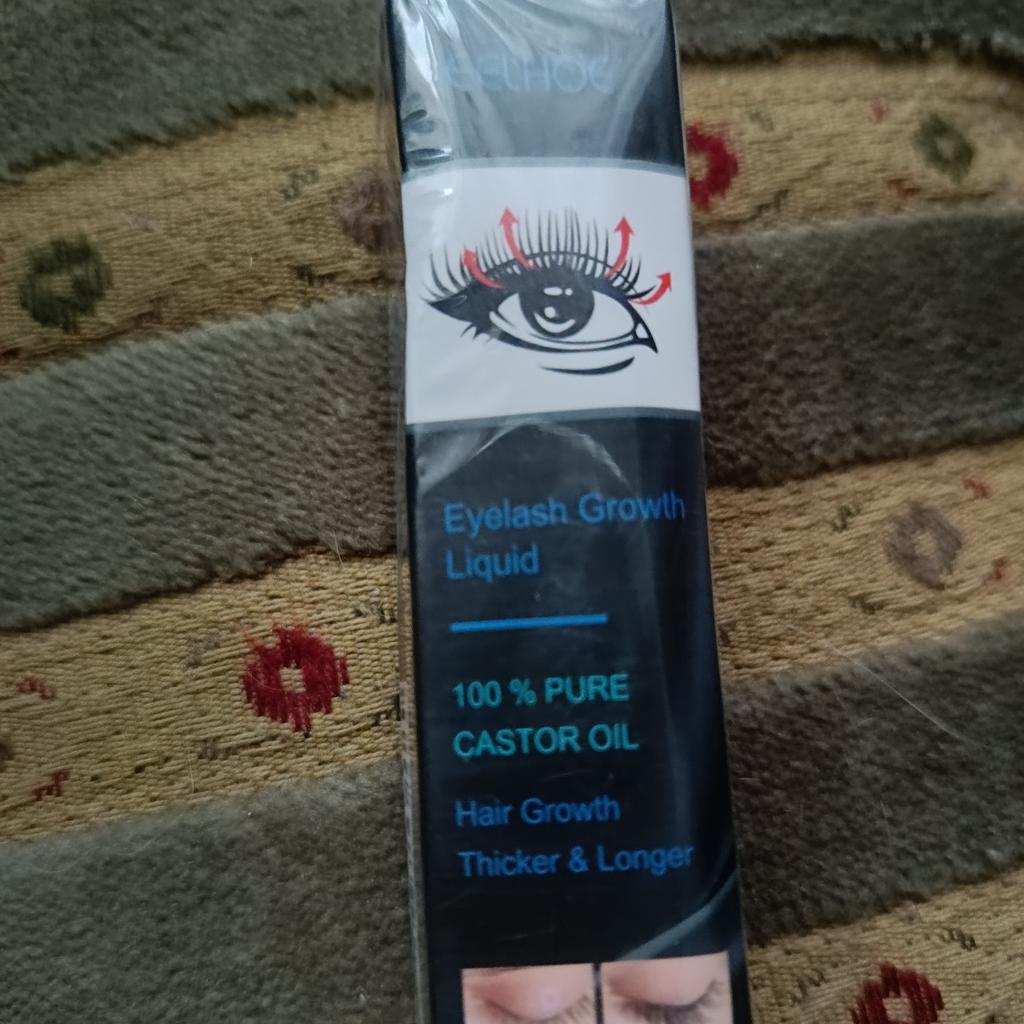 Eyelash Growth
Liquid
100 % PURE
CASTOR OIL
Hair Growth
Thicker & Longer